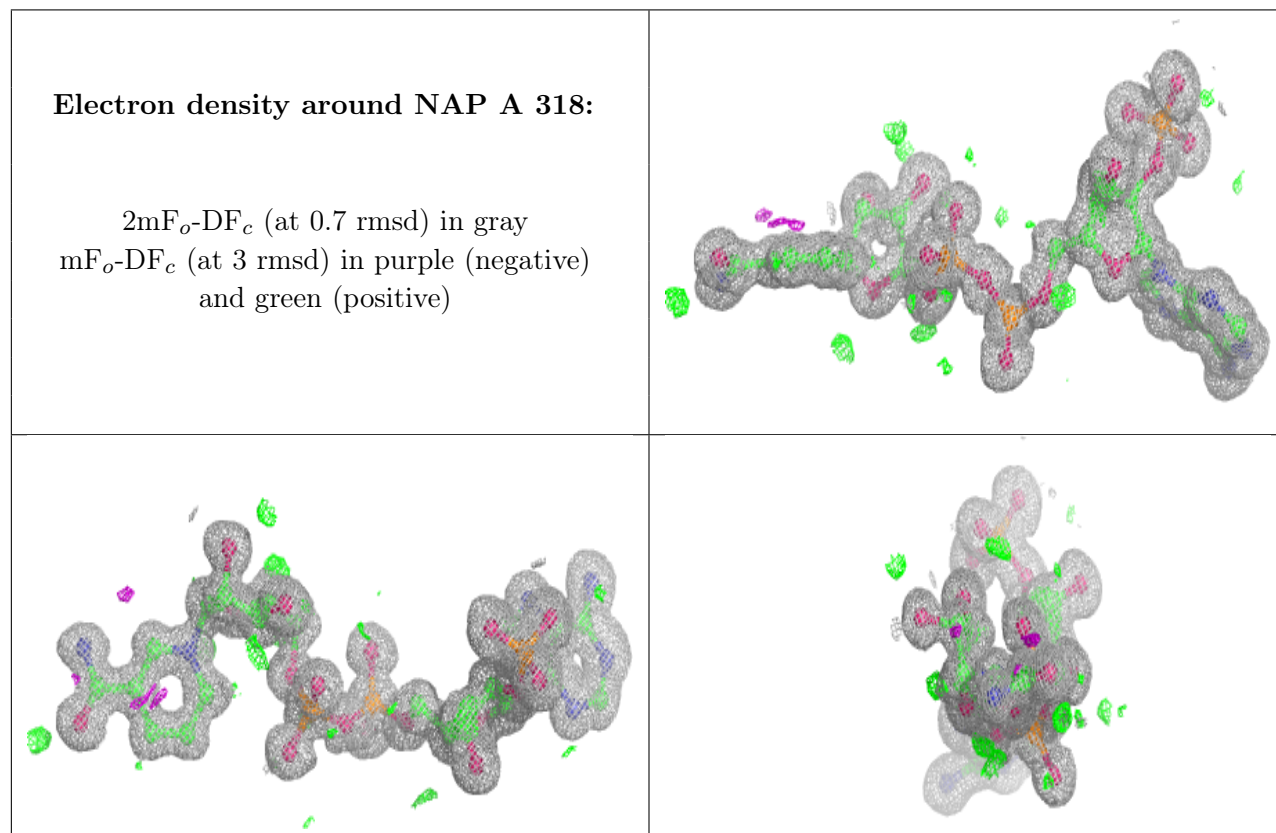 Electron density around NAP A 318:
2mFo-DFc (at 0.7 rmsd) in gray
mFo-DFc (at 3 rmsd) in purple (negative)
and green (positive)